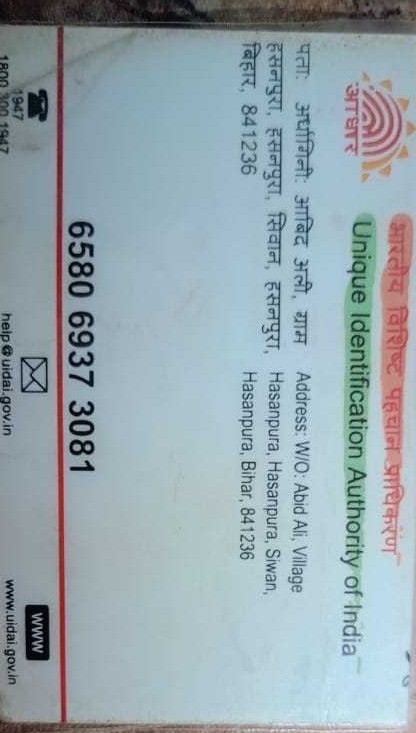 भारतीय विशिष्ट पहचान प्राधिकरण
Unique Identification Authority of India
आधार
पताः अर्धांगिनीः आबिद अली, ग्राम
हसनपुरा, हसनपुरा, सिवान, हसनपुरा,
बिहार, 841236
Address: W/O: Abid Ali, Village
Hasanpura, Hasanpura, Siwan,
Hasanpura, Bihar, 841236
6580 6937 3081
1947
1800 300 1947
help@uidai.gov.in
www
www.uidai.gov.in